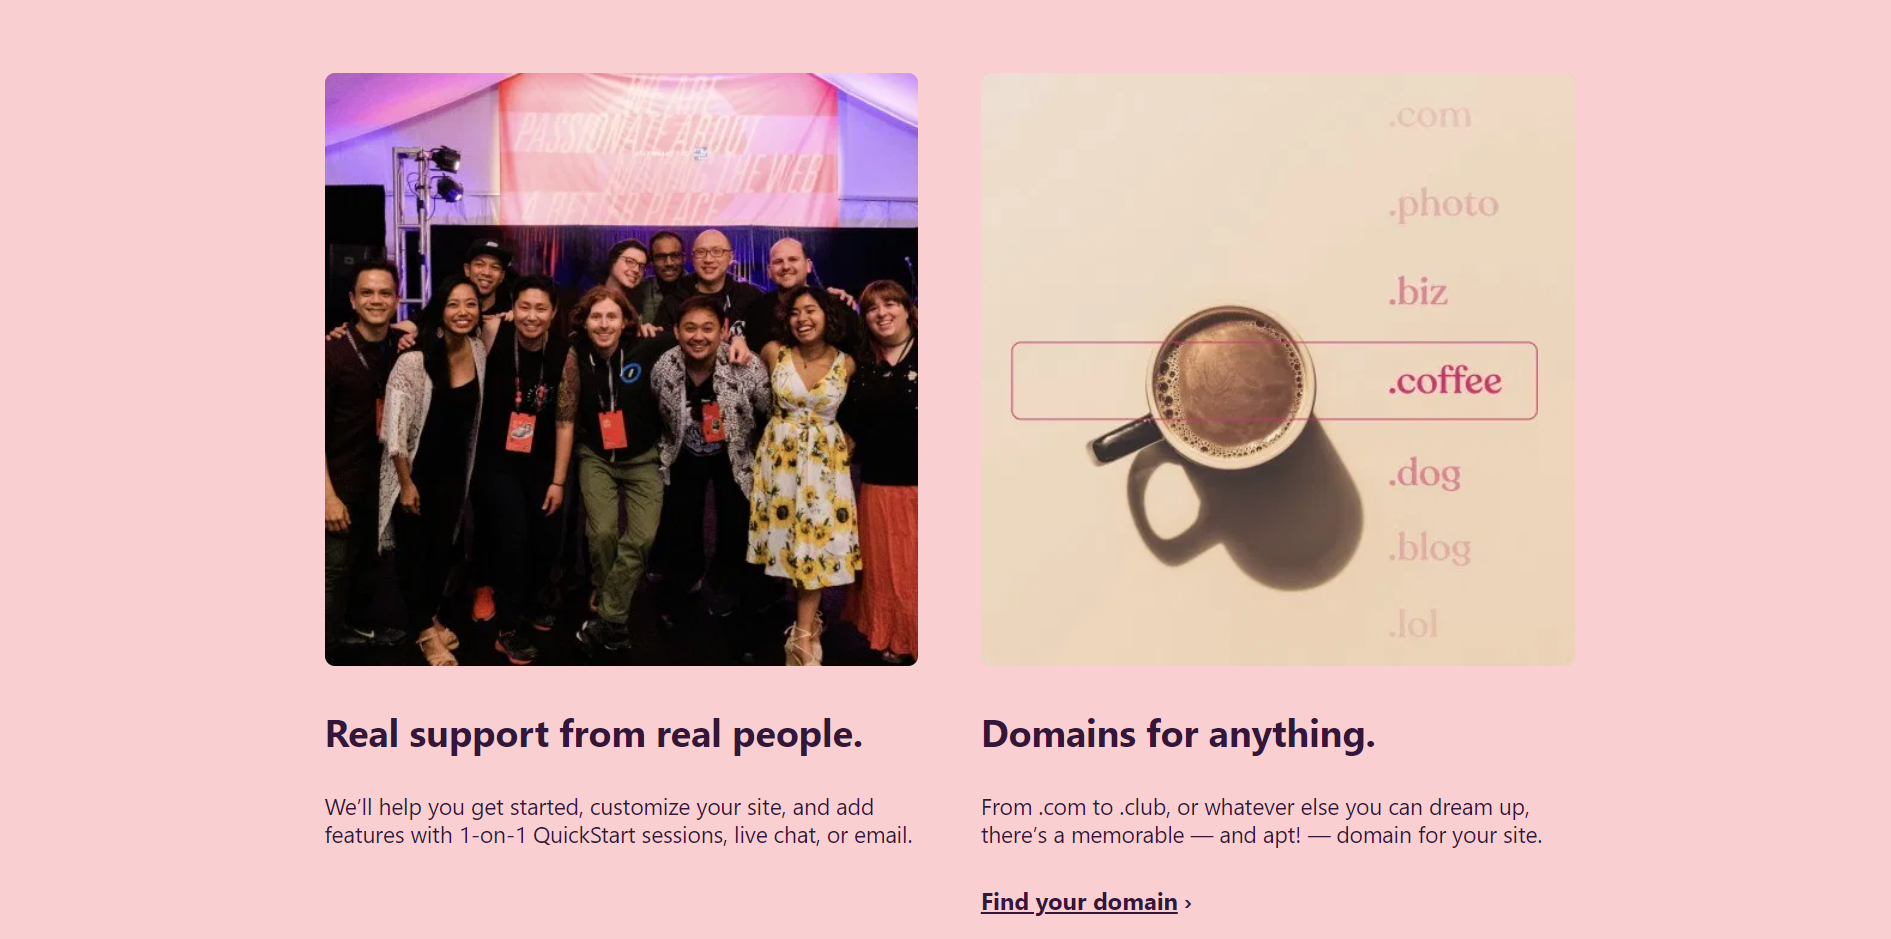 WE ARE
PASSIONATE ABOUT
MAKING THE WEB
A BETTER PLACE
.com
.photo
.biz
.coffee
.dog
.blog
.lol
Real support from real people.
We’ll help you get started, customize your site, and add
features with 1-on-1 QuickStart sessions, live chat, or email.
Domains for anything.
From .com to .club, or whatever else you can dream up,
there’s a memorable — and apt! — domain for your site.
Find your domain ›